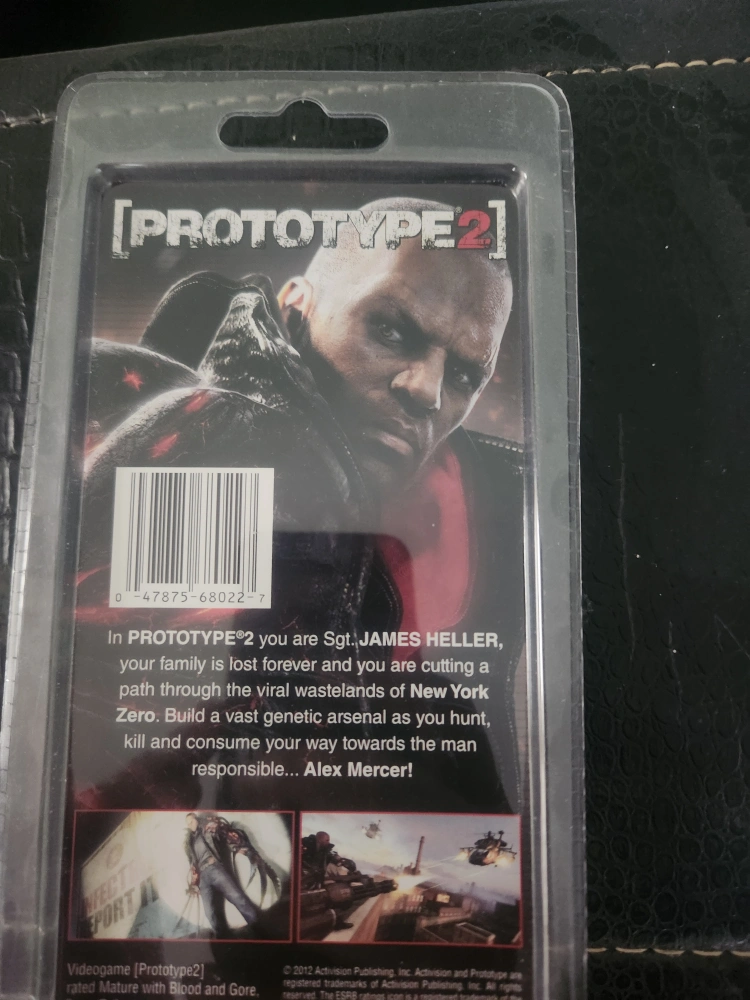 [PROTOTYPE®2]
0 -47875-68022- 7
In PROTOTYPE®2 you are Sgt. JAMES HELLER,
your family is lost forever and you are cutting a
path through the viral wastelands of New York
Zero. Build a vast genetic arsenal as you hunt,
kill and consume your way towards the man
responsible... Alex Mercer!
Videogame [Prototype2]
rated Mature with Blood and Gore,
© 2012 Activision Publishing, Inc. Activision and Prototype are
registered trademarks of Activision Publishing, Inc. All rights
reserved. The ESRB ratings icon is a registered trademark of